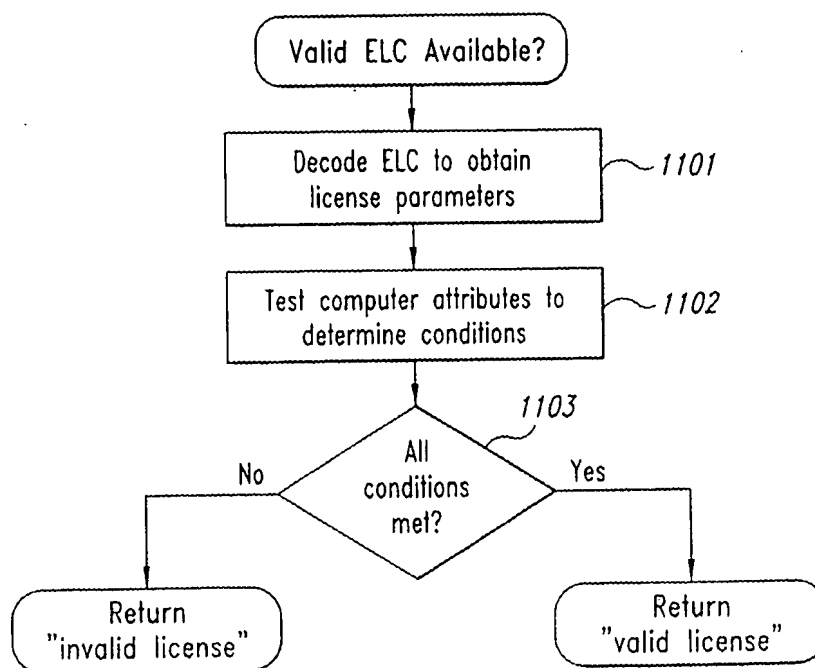 Valid ELC Available?
Decode ELC to obtain
license parameters
1101
Test computer attributes to
determine conditions
1102
1103
All
conditions
met?
No
Yes
Return
"invalid license"
Return
"valid license"